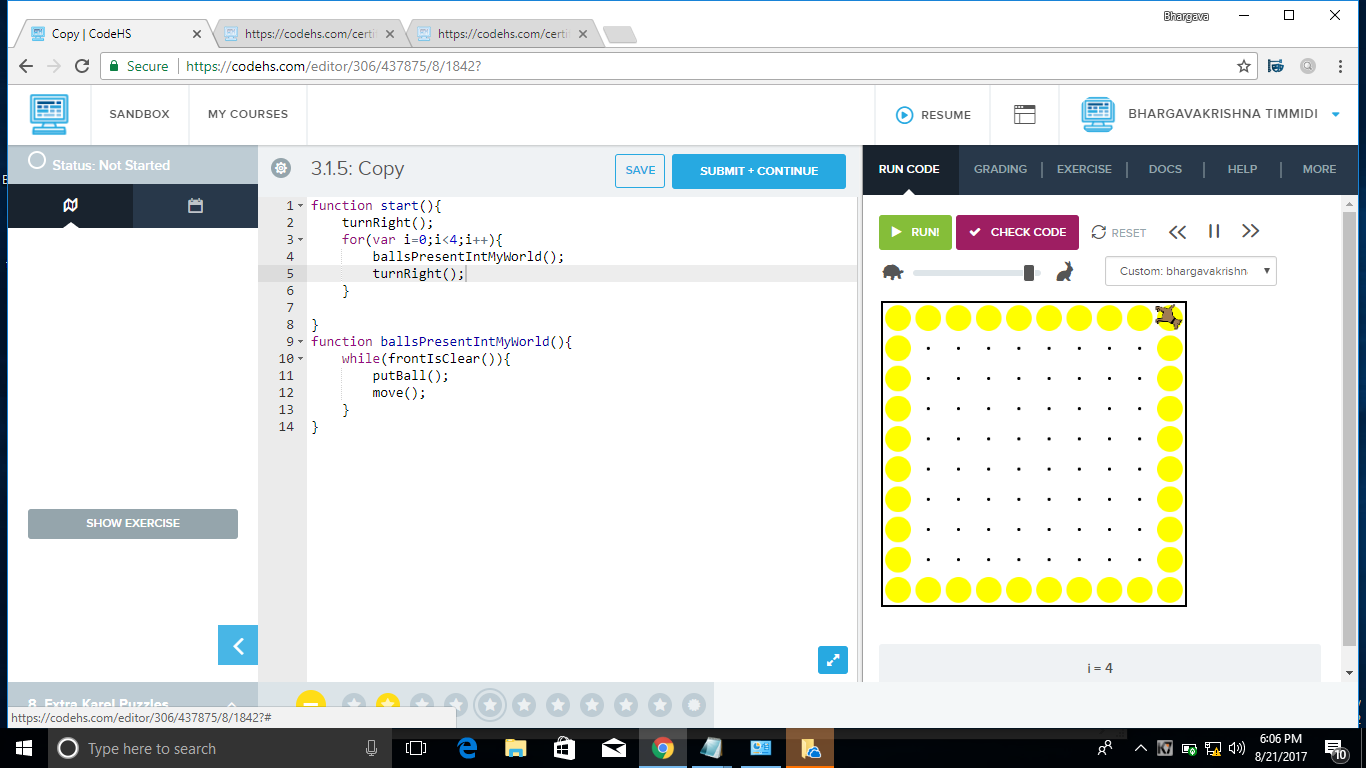 Bhargava
Copy | CodeHS
https://codehs.com/certi
https://codehs.com/certi
Secure
https://codehs.com/editor/306/437875/8/1842?
SANDBOX
MY COURSES
RESUME
BHARGAVAKRISHNA TIMMIDI
Status: Not Started
3.1.5: Copy
SAVE
SUBMIT + CONTINUE
RUN CODE
GRADING
EXERCISE
DOCS
HELP
MORE
1 function start(){
2 turnRight();
3 for(var i=0;i<4;i++){
4 ballsPresentIntMyWorld();
5 turnRight();
6 }
7
8 }
9 function ballsPresentIntMyWorld(){
10 while(frontIsClear()){
11 putBall();
12 move();
13 }
14 }
RUN!
CHECK CODE
RESET
Custom: bhargavakrishn
SHOW EXERCISE
i = 4
8. Extra Karel Puzzles
https://codehs.com/editor/306/437875/8/1842?#
Type here to search
6:06 PM
8/21/2017
10